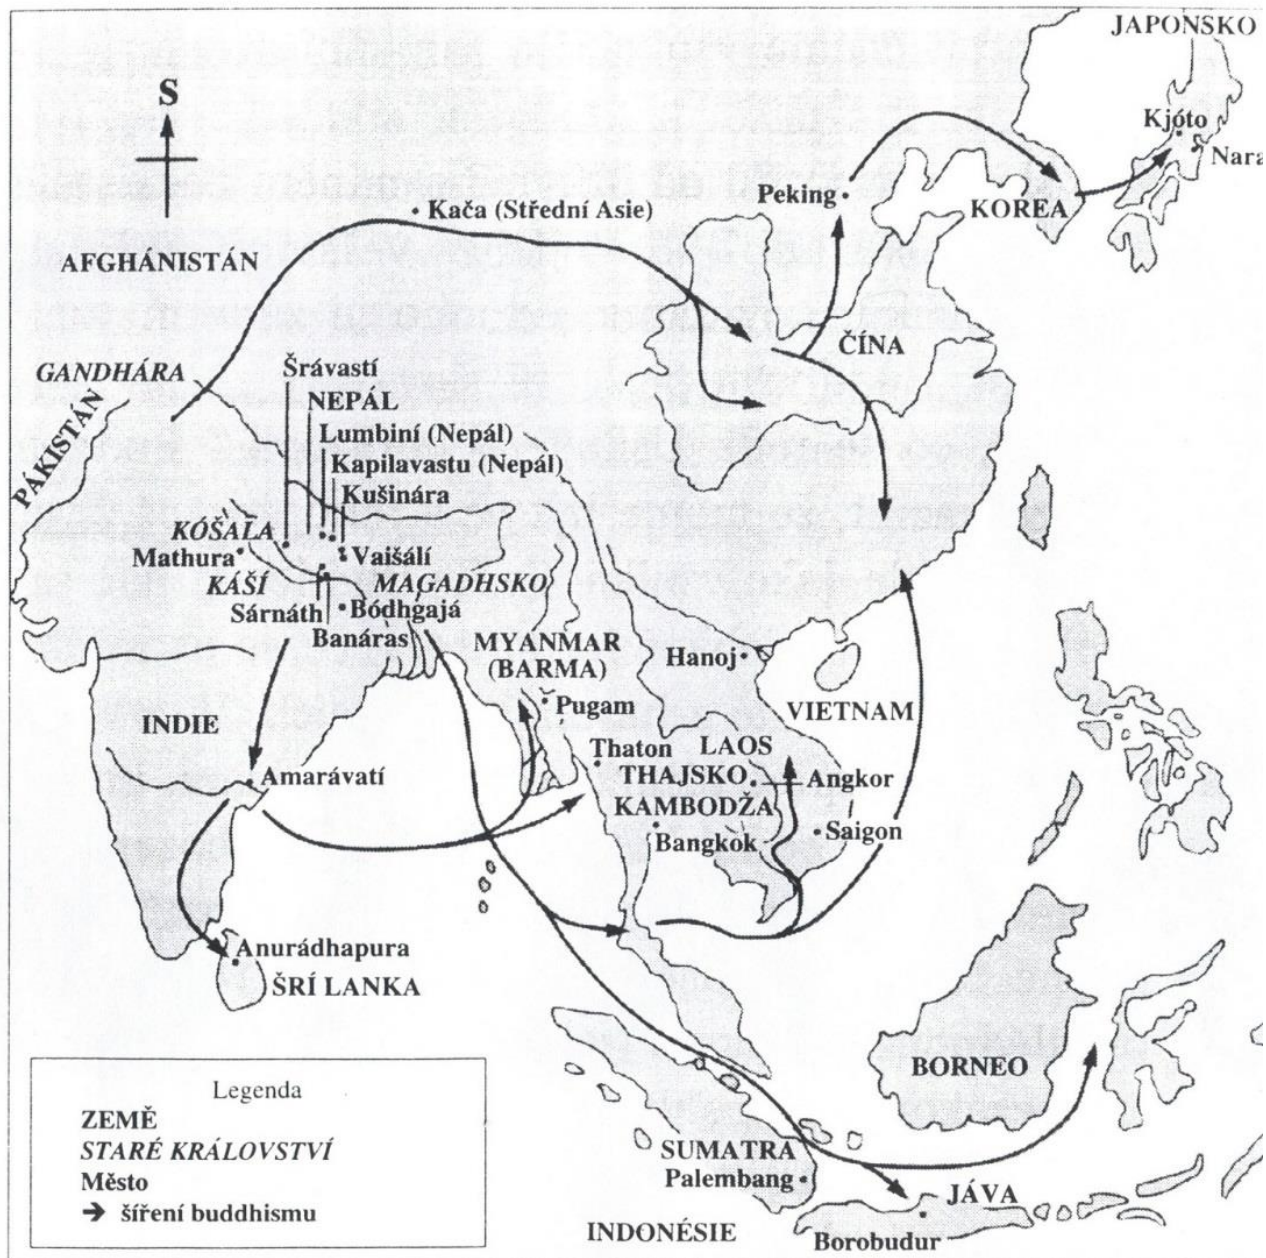 JAPONSKO
S
Kjóto
Nara
Peking
KOREA
Kača (Střední Asie)
AFGHÁNISTÁN
ČÍNA
GANDHÁRA
Šrávastí
NEPÁL
PÁKISTÁN
Lumbiní (Nepál)
Kapilavastu (Nepál)
Kušinára
KÓŠALA
Mathura
Vaišálí
KÁŠÍ
MAGADHSKO
Sárnáth
Bódhgajá
Banáras
MYANMAR
(BARMA)
Hanoj
Pugam
VIETNAM
INDIE
Thaton
LAOS
Amarávatí
THAJSKO
Angkor
KAMBODŽA
Bangkok
Saigon
Anurádhapura
ŠRÍ LANKA
BORNEO
Legenda
ZEMĚ
STARÉ KRÁLOVSTVÍ
Město
➔ šíření buddhismu
SUMATRA
Palembang
JÁVA
INDONÉSIE
Borobudur